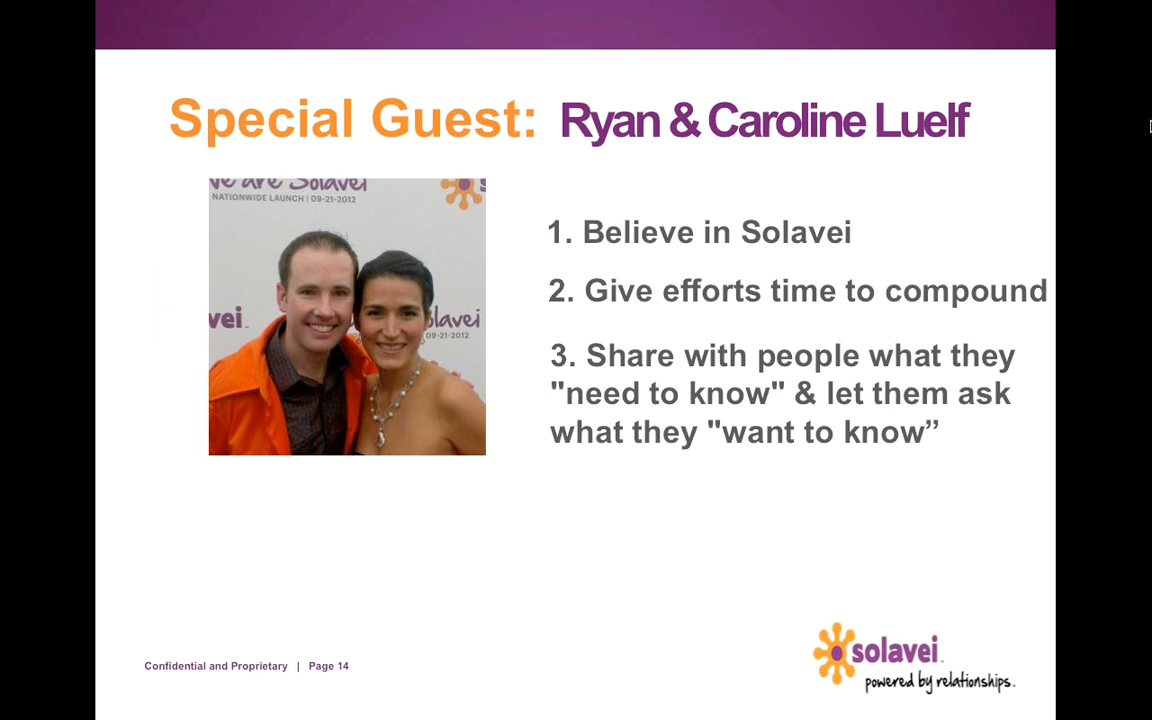 Special Guest: Ryan & Caroline Luelf
we are Solavei
NATIONWIDE LAUNCH | 09-21-2012
vei
olavei
09-21-2012
1. Believe in Solavei
2. Give efforts time to compound
3. Share with people what they
"need to know" & let them ask
what they "want to know”
Confidential and Proprietary | Page 14
solavei
powered by relationships.